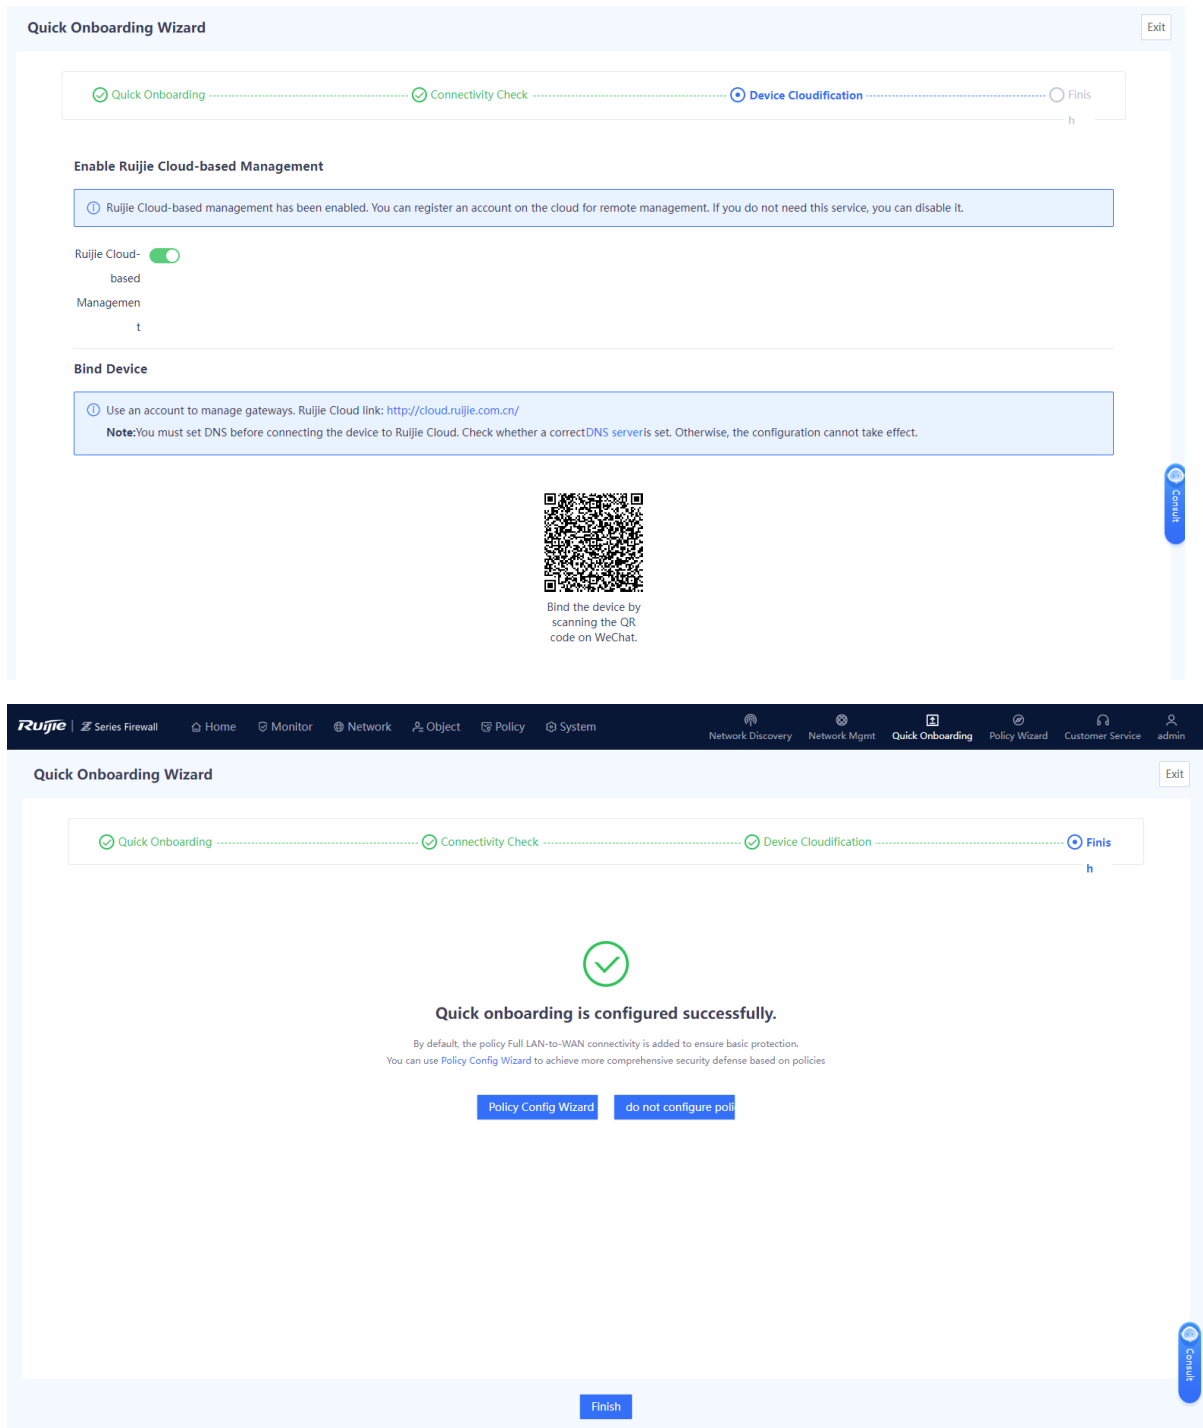 Quick Onboarding Wizard
Exit
Quick Onboarding
Connectivity Check
Device Cloudification
Finis
h
Enable Ruijie Cloud-based Management
Ruijie Cloud-based management has been enabled. You can register an account on the cloud for remote management. If you do not need this service, you can disable it.
Ruijie Cloud-
based
Managemen
t
Bind Device
Use an account to manage gateways. Ruijie Cloud link: http://cloud.ruijie.com.cn/
Note:You must set DNS before connecting the device to Ruijie Cloud. Check whether a correctDNS serveris set. Otherwise, the configuration cannot take effect.
Consult
Bind the device by
scanning the QR
code on WeChat.
Ruijie | Z Series Firewall
Home
Monitor
Network
Object
Policy
System
Network Discovery
Network Mgmt
Quick Onboarding
Policy Wizard
Customer Service
admin
Quick Onboarding Wizard
Exit
Quick Onboarding
Connectivity Check
Device Cloudification
Finis
h
Quick onboarding is configured successfully.
By default, the policy Full LAN-to-WAN connectivity is added to ensure basic protection.
You can use Policy Config Wizard to achieve more comprehensive security defense based on policies
Policy Config Wizard
do not configure poli
Consult
Finish